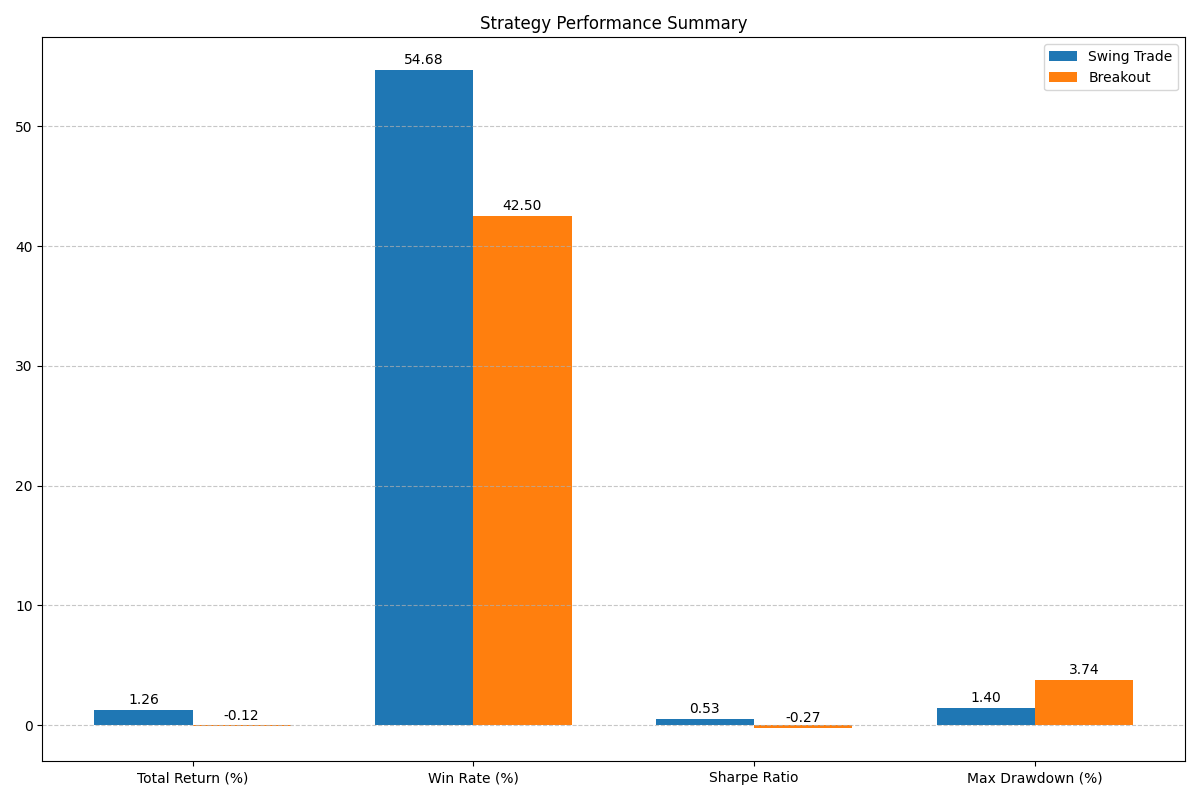 Strategy Performance Summary
Swing Trade
Breakout
54.68
42.50
1.26
-0.12
0.53
-0.27
1.40
3.74
50
40
30
20
10
0
Total Return (%)
Win Rate (%)
Sharpe Ratio
Max Drawdown (%)